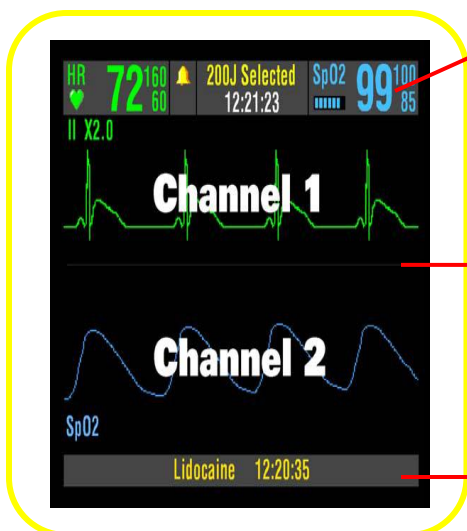 HR 72 160 60 200J Selected 12:21:23 SpO2 99 100 85
II X2.0
Channel 1
Channel 2
SpO2
Lidocaine 12:20:35